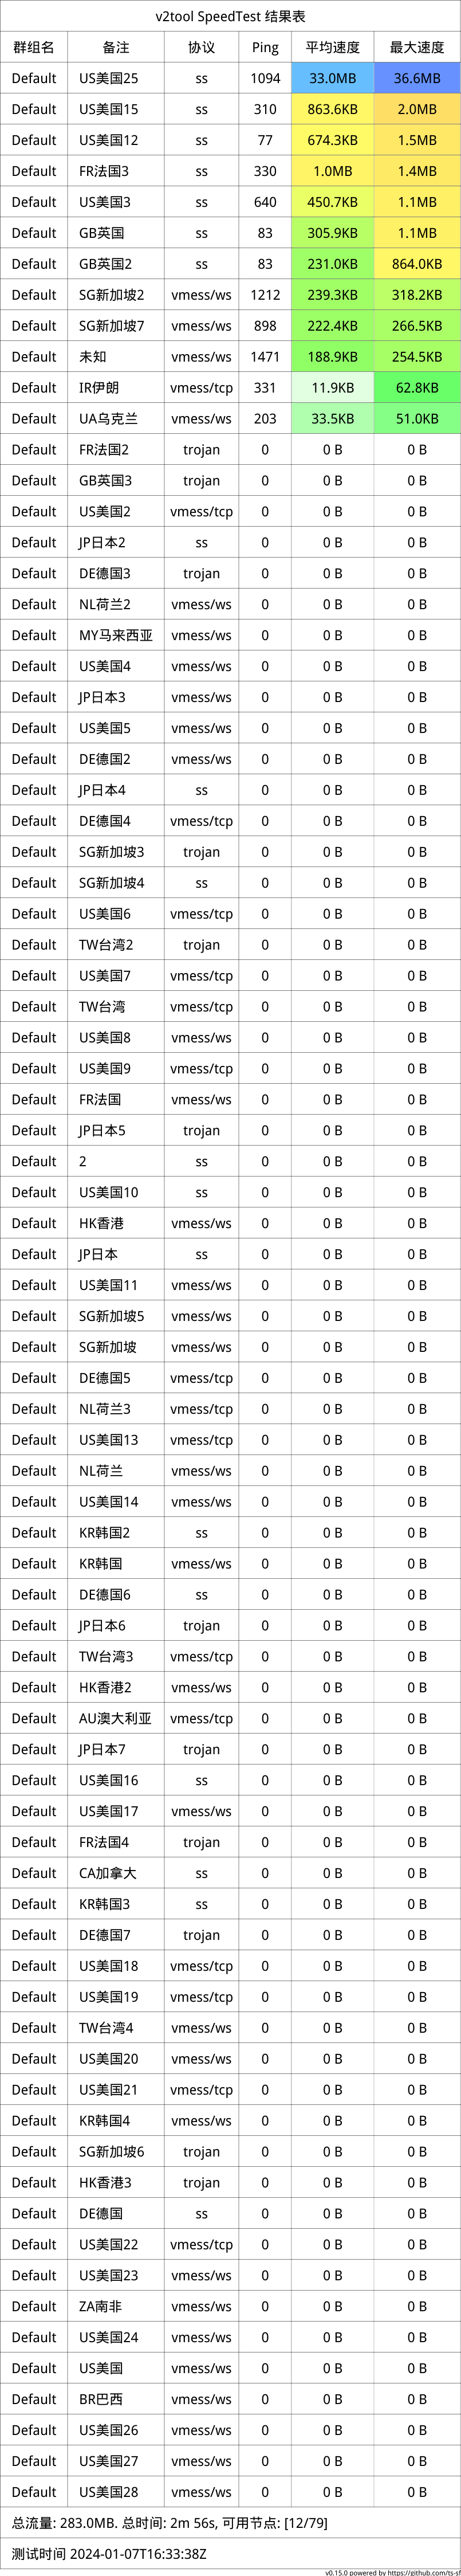 v2tool SpeedTest 结果表
群组名 备注 协议 Ping 平均速度 最大速度
Default US美国25 ss 1094 33.0MB 36.6MB
Default US美国15 ss 310 863.6KB 2.0MB
Default US美国12 ss 77 674.3KB 1.5MB
Default FR法国3 ss 330 1.0MB 1.4MB
Default US美国3 ss 640 450.7KB 1.1MB
Default GB英国 ss 83 305.9KB 1.1MB
Default GB英国2 ss 83 231.0KB 864.0KB
Default SG新加坡2 vmess/ws 1212 239.3KB 318.2KB
Default SG新加坡7 vmess/ws 898 222.4KB 266.5KB
Default 未知 vmess/ws 1471 188.9KB 254.5KB
Default IR伊朗 vmess/tcp 331 11.9KB 62.8KB
Default UA乌克兰 vmess/ws 203 33.5KB 51.0KB
Default FR法国2 trojan 0 0 B 0 B
Default GB英国3 trojan 0 0 B 0 B
Default US美国2 vmess/tcp 0 0 B 0 B
Default JP日本2 ss 0 0 B 0 B
Default DE德国3 trojan 0 0 B 0 B
Default NL荷兰2 vmess/ws 0 0 B 0 B
Default MY马来西亚 vmess/ws 0 0 B 0 B
Default US美国4 vmess/ws 0 0 B 0 B
Default JP日本3 vmess/ws 0 0 B 0 B
Default US美国5 vmess/ws 0 0 B 0 B
Default DE德国2 vmess/ws 0 0 B 0 B
Default JP日本4 ss 0 0 B 0 B
Default DE德国4 vmess/tcp 0 0 B 0 B
Default SG新加坡3 trojan 0 0 B 0 B
Default SG新加坡4 ss 0 0 B 0 B
Default US美国6 vmess/tcp 0 0 B 0 B
Default TW台湾2 trojan 0 0 B 0 B
Default US美国7 vmess/tcp 0 0 B 0 B
Default TW台湾 vmess/tcp 0 0 B 0 B
Default US美国8 vmess/ws 0 0 B 0 B
Default US美国9 vmess/tcp 0 0 B 0 B
Default FR法国 vmess/ws 0 0 B 0 B
Default JP日本5 trojan 0 0 B 0 B
Default 2 ss 0 0 B 0 B
Default US美国10 ss 0 0 B 0 B
Default HK香港 vmess/ws 0 0 B 0 B
Default JP日本 ss 0 0 B 0 B
Default US美国11 vmess/ws 0 0 B 0 B
Default SG新加坡5 vmess/ws 0 0 B 0 B
Default SG新加坡 vmess/ws 0 0 B 0 B
Default DE德国5 vmess/tcp 0 0 B 0 B
Default NL荷兰3 vmess/tcp 0 0 B 0 B
Default US美国13 vmess/tcp 0 0 B 0 B
Default NL荷兰 vmess/ws 0 0 B 0 B
Default US美国14 vmess/ws 0 0 B 0 B
Default KR韩国2 ss 0 0 B 0 B
Default KR韩国 vmess/ws 0 0 B 0 B
Default DE德国6 ss 0 0 B 0 B
Default JP日本6 trojan 0 0 B 0 B
Default TW台湾3 vmess/tcp 0 0 B 0 B
Default HK香港2 vmess/ws 0 0 B 0 B
Default AU澳大利亚 vmess/tcp 0 0 B 0 B
Default JP日本7 trojan 0 0 B 0 B
Default US美国16 ss 0 0 B 0 B
Default US美国17 vmess/ws 0 0 B 0 B
Default FR法国4 trojan 0 0 B 0 B
Default CA加拿大 ss 0 0 B 0 B
Default KR韩国3 ss 0 0 B 0 B
Default DE德国7 trojan 0 0 B 0 B
Default US美国18 vmess/tcp 0 0 B 0 B
Default US美国19 vmess/tcp 0 0 B 0 B
Default TW台湾4 vmess/ws 0 0 B 0 B
Default US美国20 vmess/ws 0 0 B 0 B
Default US美国21 vmess/tcp 0 0 B 0 B
Default KR韩国4 vmess/ws 0 0 B 0 B
Default SG新加坡6 trojan 0 0 B 0 B
Default HK香港3 trojan 0 0 B 0 B
Default DE德国 ss 0 0 B 0 B
Default US美国22 vmess/tcp 0 0 B 0 B
Default US美国23 vmess/ws 0 0 B 0 B
Default ZA南非 vmess/ws 0 0 B 0 B
Default US美国24 vmess/ws 0 0 B 0 B
Default US美国 vmess/ws 0 0 B 0 B
Default BR巴西 vmess/ws 0 0 B 0 B
Default US美国26 vmess/ws 0 0 B 0 B
Default US美国27 vmess/ws 0 0 B 0 B
Default US美国28 vmess/ws 0 0 B 0 B
总流量: 283.0MB. 总时间: 2m 56s, 可用节点: [12/79]
测试时间 2024-01-07T16:33:38Z
v0.15.0 powered by https://github.com/ts-sf